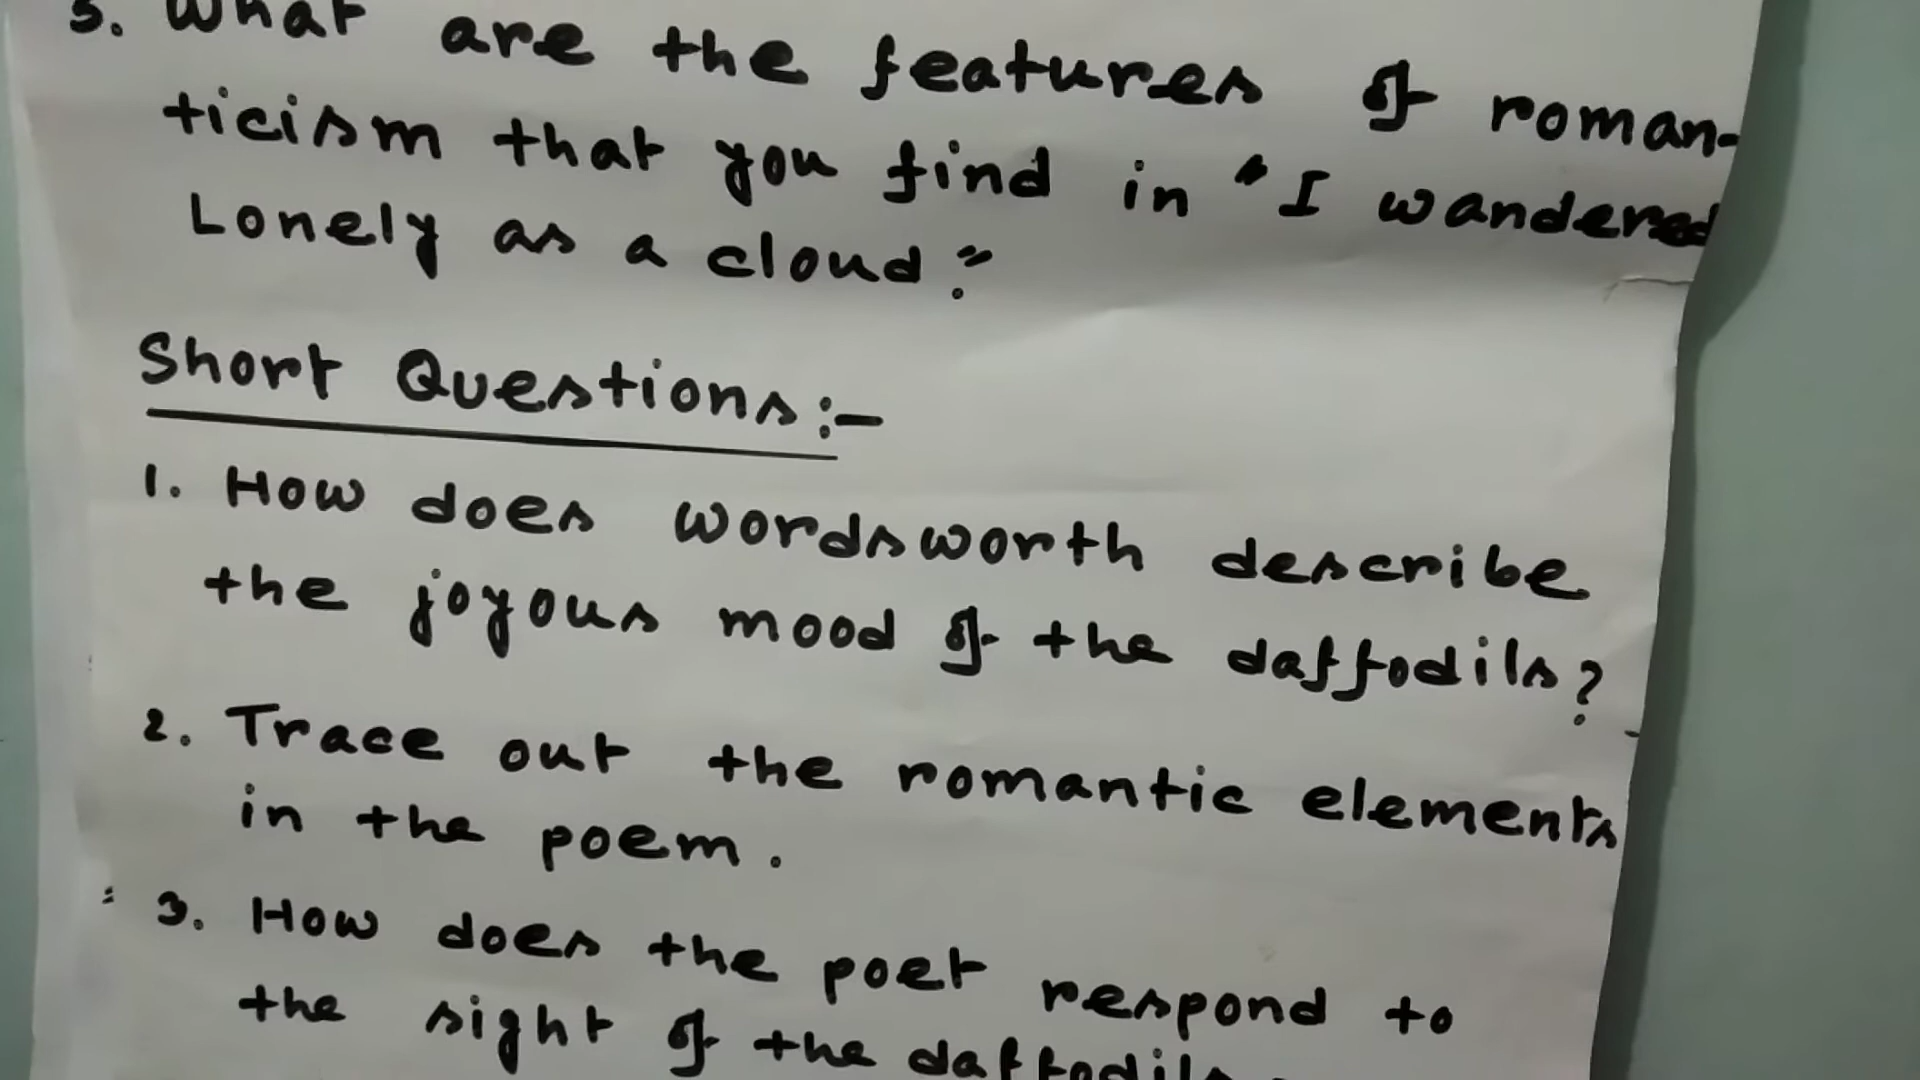 5. What are the features of roman-
ticism that you find in "I wandered
Lonely as a cloud?"
Short Questions:-
1. How does wordsworth describe
the joyous mood of the daffodils?
2. Trace out the romantic elements
in the poem.
3. How does the poet respond to
the sight of the daffodils